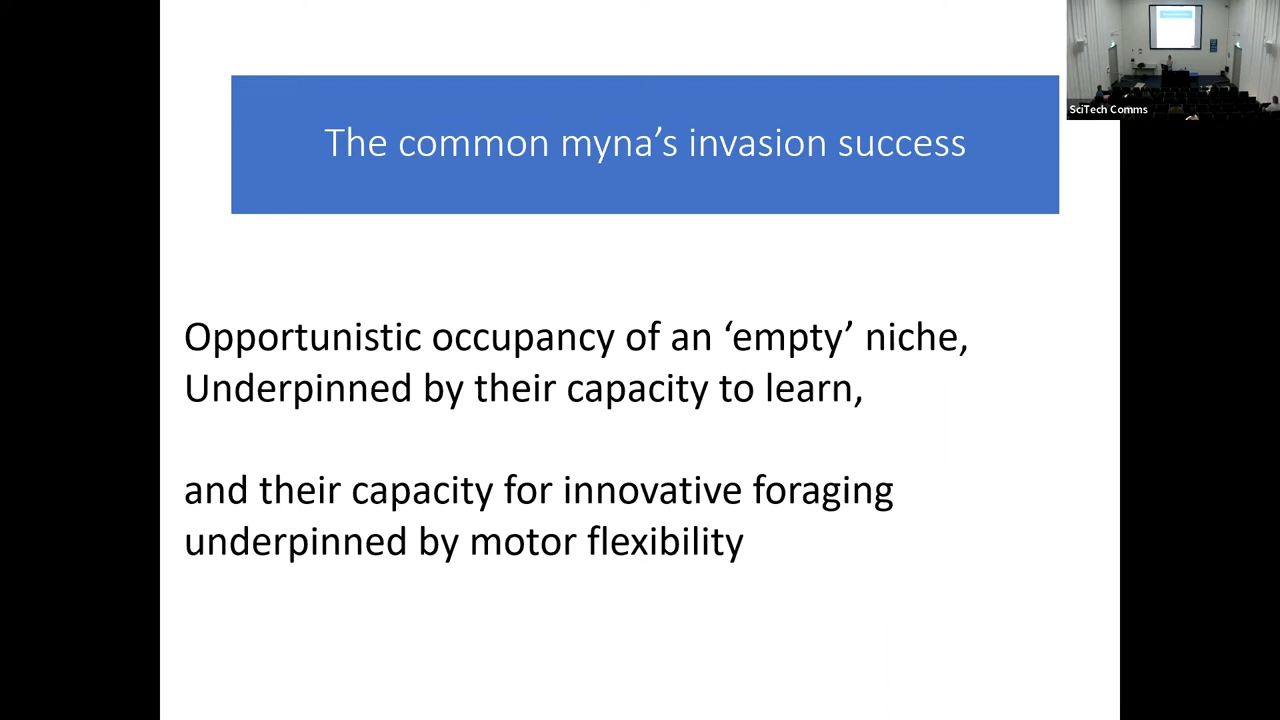 The common myna’s invasion success
SciTech Comms
Opportunistic occupancy of an ‘empty’ niche,
Underpinned by their capacity to learn,
and their capacity for innovative foraging
underpinned by motor flexibility